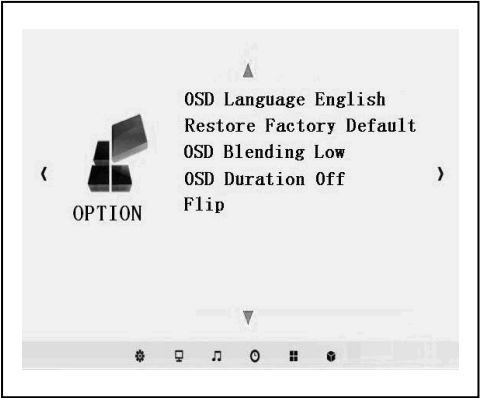 OSD Language English
Restore Factory Default
OSD Blending Low
OSD Duration Off
Flip
OPTION